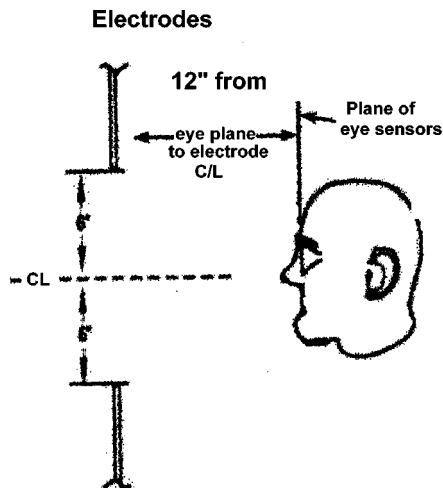 Electrodes
12" from
eye plane
to electrode
C/L
Plane of
eye sensors
CL